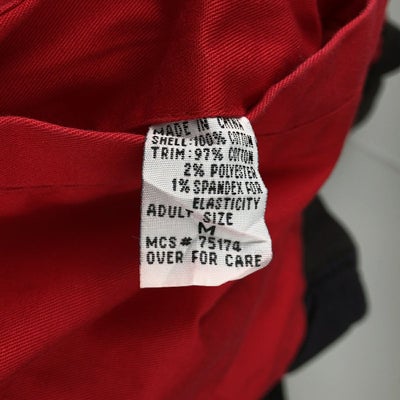 MADE IN CHINA
SHELL:100% COTTON
TRIM:97% COTTON
2% POLYESTER
1% SPANDEX FOR
ELASTICITY
ADULT SIZE
M
MCS# 75174
OVER FOR CARE